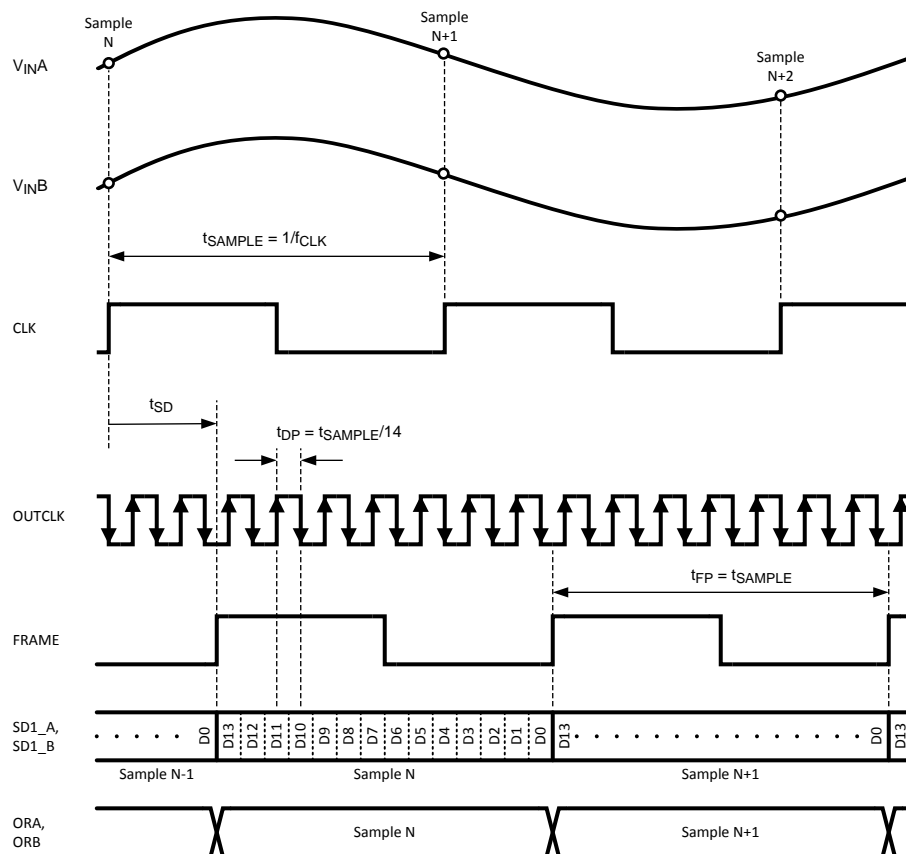 Sample
N
Sample
N+1
Sample
N+2
VINA
VINB
tSAMPLE = 1/fCLK
CLK
tSD
tDP = tSAMPLE/14
OUTCLK
tFP = tSAMPLE
FRAME
SD1_A,
SD1_B
D0 D13 D12 D11 D10 D9 D8 D7 D6 D5 D4 D3 D2 D1 D0 D13 D0 D13
Sample N-1 Sample N Sample N+1
ORA,
ORB
Sample N Sample N+1